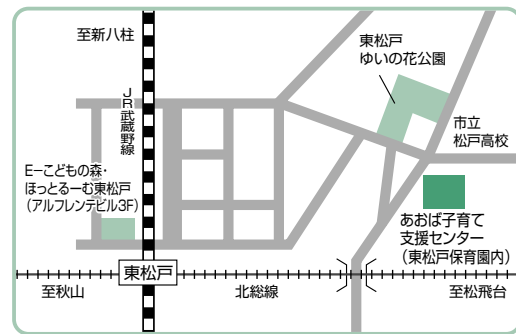 至新八柱
JR武蔵野線
東松戸
ゆいの花公園
市立
松戸高校
E−こどもの森・
ほっとるーむ東松戸
（アルフレンテビル3F）
あおば子育て
支援センター
（東松戸保育園内）
東松戸
至秋山
北総線
至松飛台